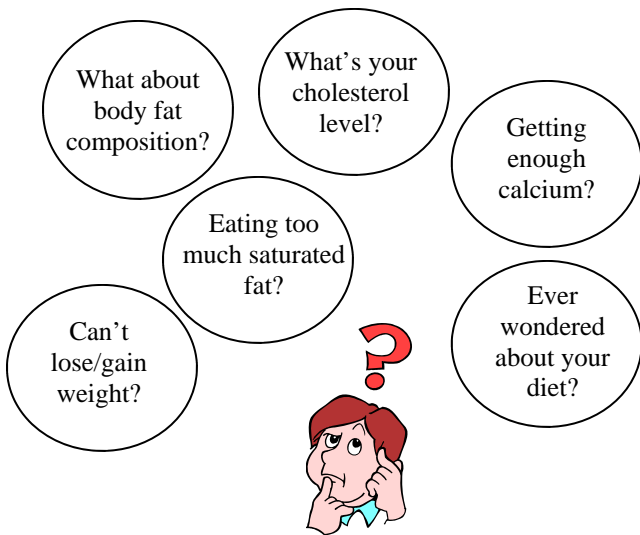 What about
body fat
composition?
What's your
cholesterol
level?
Getting
enough
calcium?
Eating too
much saturated
fat?
Ever
wondered
about your
diet?
Can't
lose/gain
weight?
?